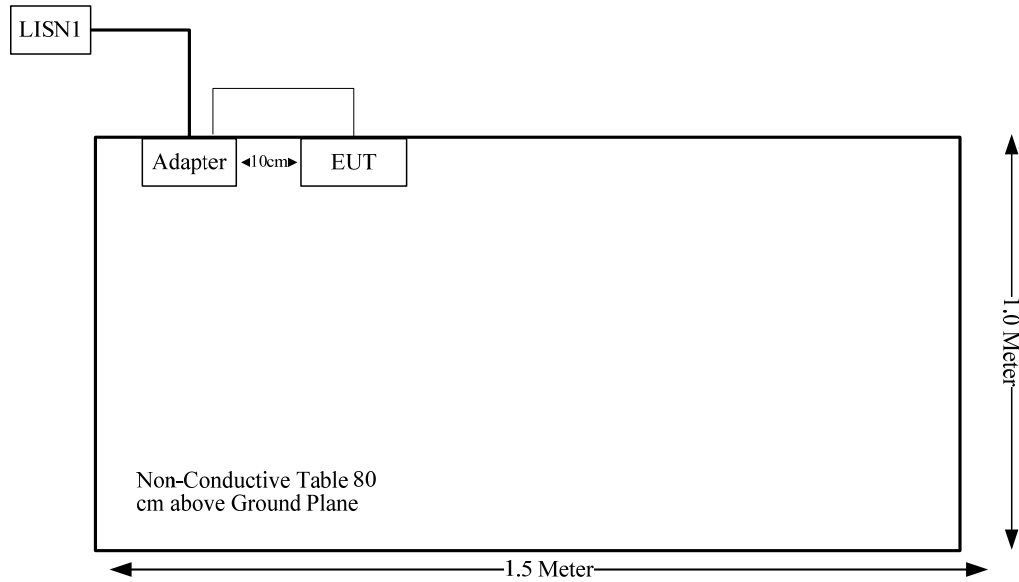 LISN1
Adapter
10cm
EUT
1.0 Meter
Non-Conductive Table 80
cm above Ground Plane
1.5 Meter